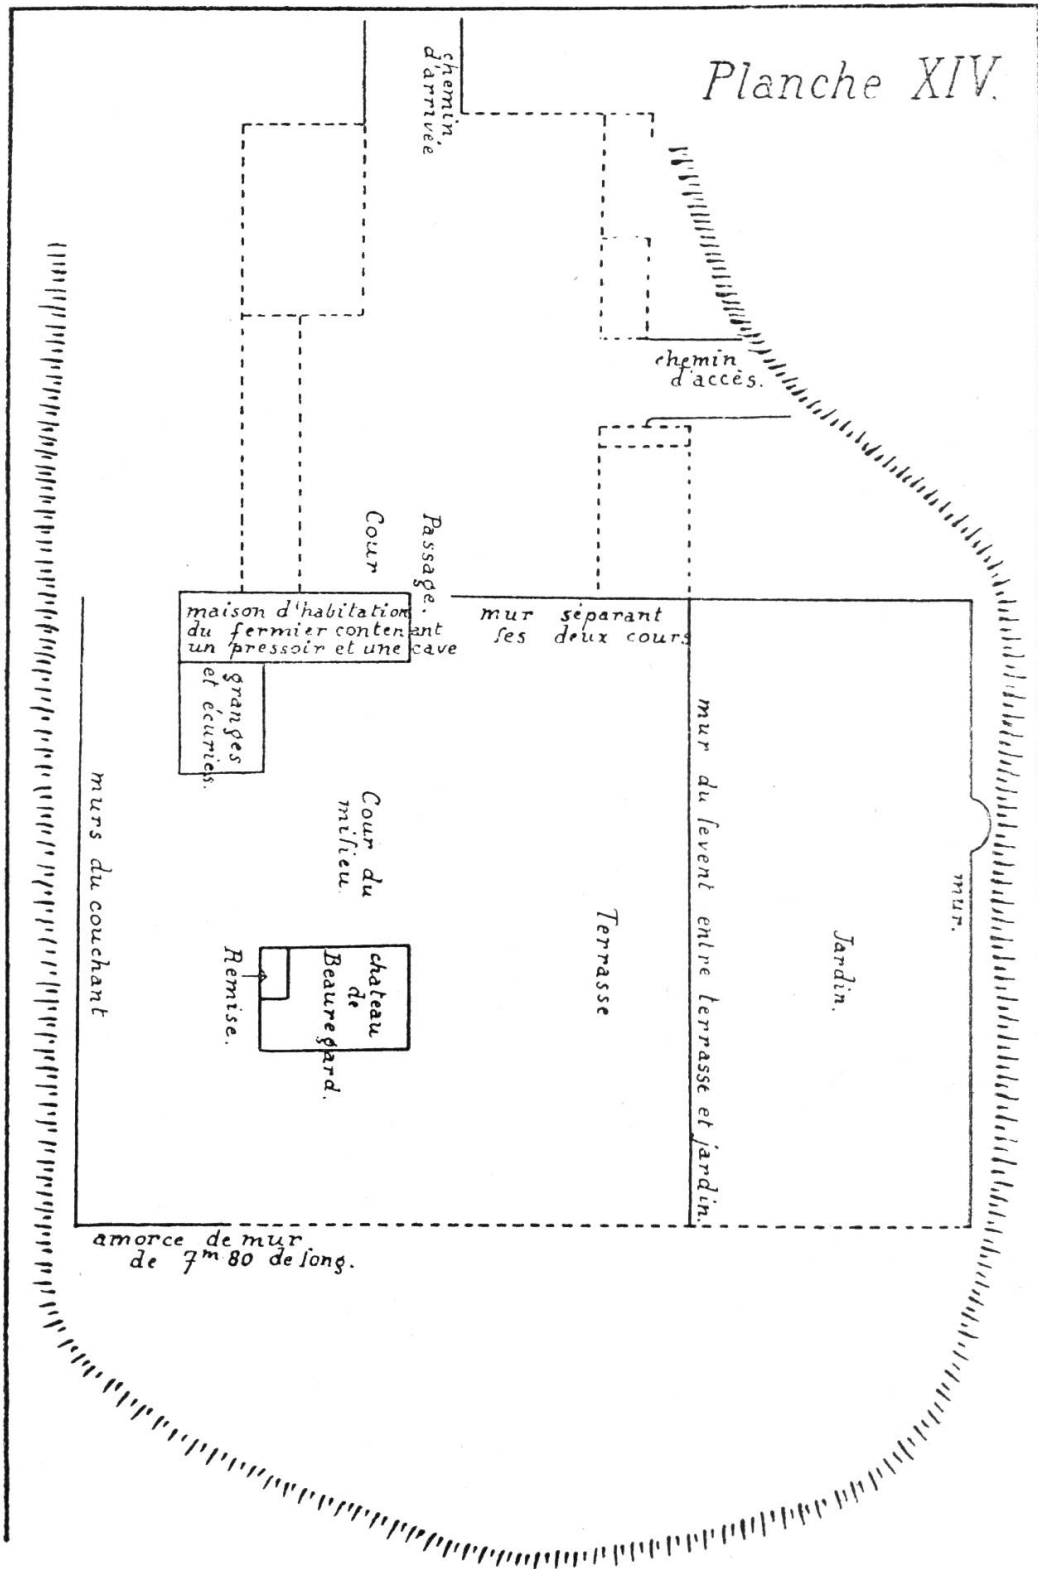 Planche XIV.
chemin
d'arrivée
chemin
d'accès.
Cour
Passage.
maison d'habitation
du fermier contenant
un pressoir et une cave
mur séparant
les deux cours
granges
et écuries.
mur du levent entre terrasse et jardin.
murs du couchant
Cour du
milieu.
mur.
Jardin.
Terrasse
chateau
de
Beauregard.
Remise.
amorce de mur
de 7m 80 de long.